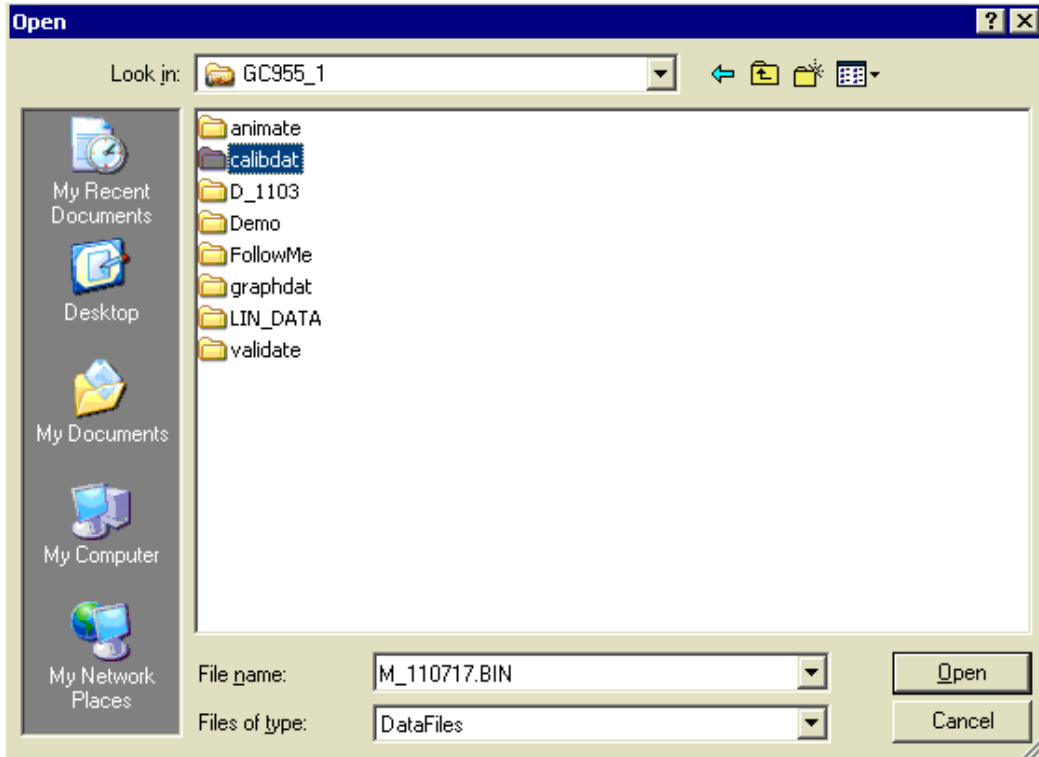 Open
Look in: GC955_1
My Recent
Documents
Desktop
My Documents
My Computer
My Network
Places
animate
calibdat
D_1103
Demo
FollowMe
graphdat
LIN_DATA
validate
File name: M_110717.BIN Open
Files of type: DataFiles Cancel